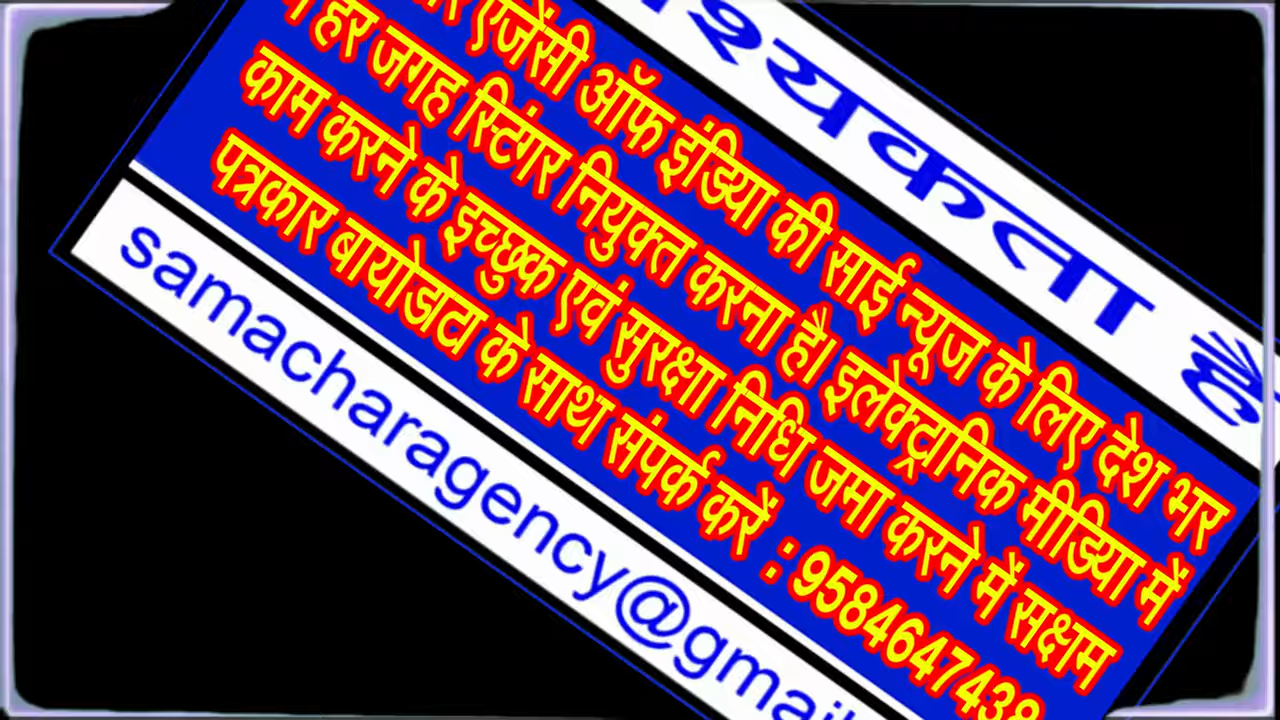 श्यकता है
एजेंसी ऑफ इंडिया की साई न्यूज के लिए देश भर
हर जगह स्टिंगर नियुक्त करना है। इलेक्ट्रानिक मीडिया में
काम करने के इच्छुक एवं सुरक्षा निधि जमा करने में सक्षम
पत्रकार बायोडाटा के साथ संपर्क करें : 9584647438
samacharagency@gmail